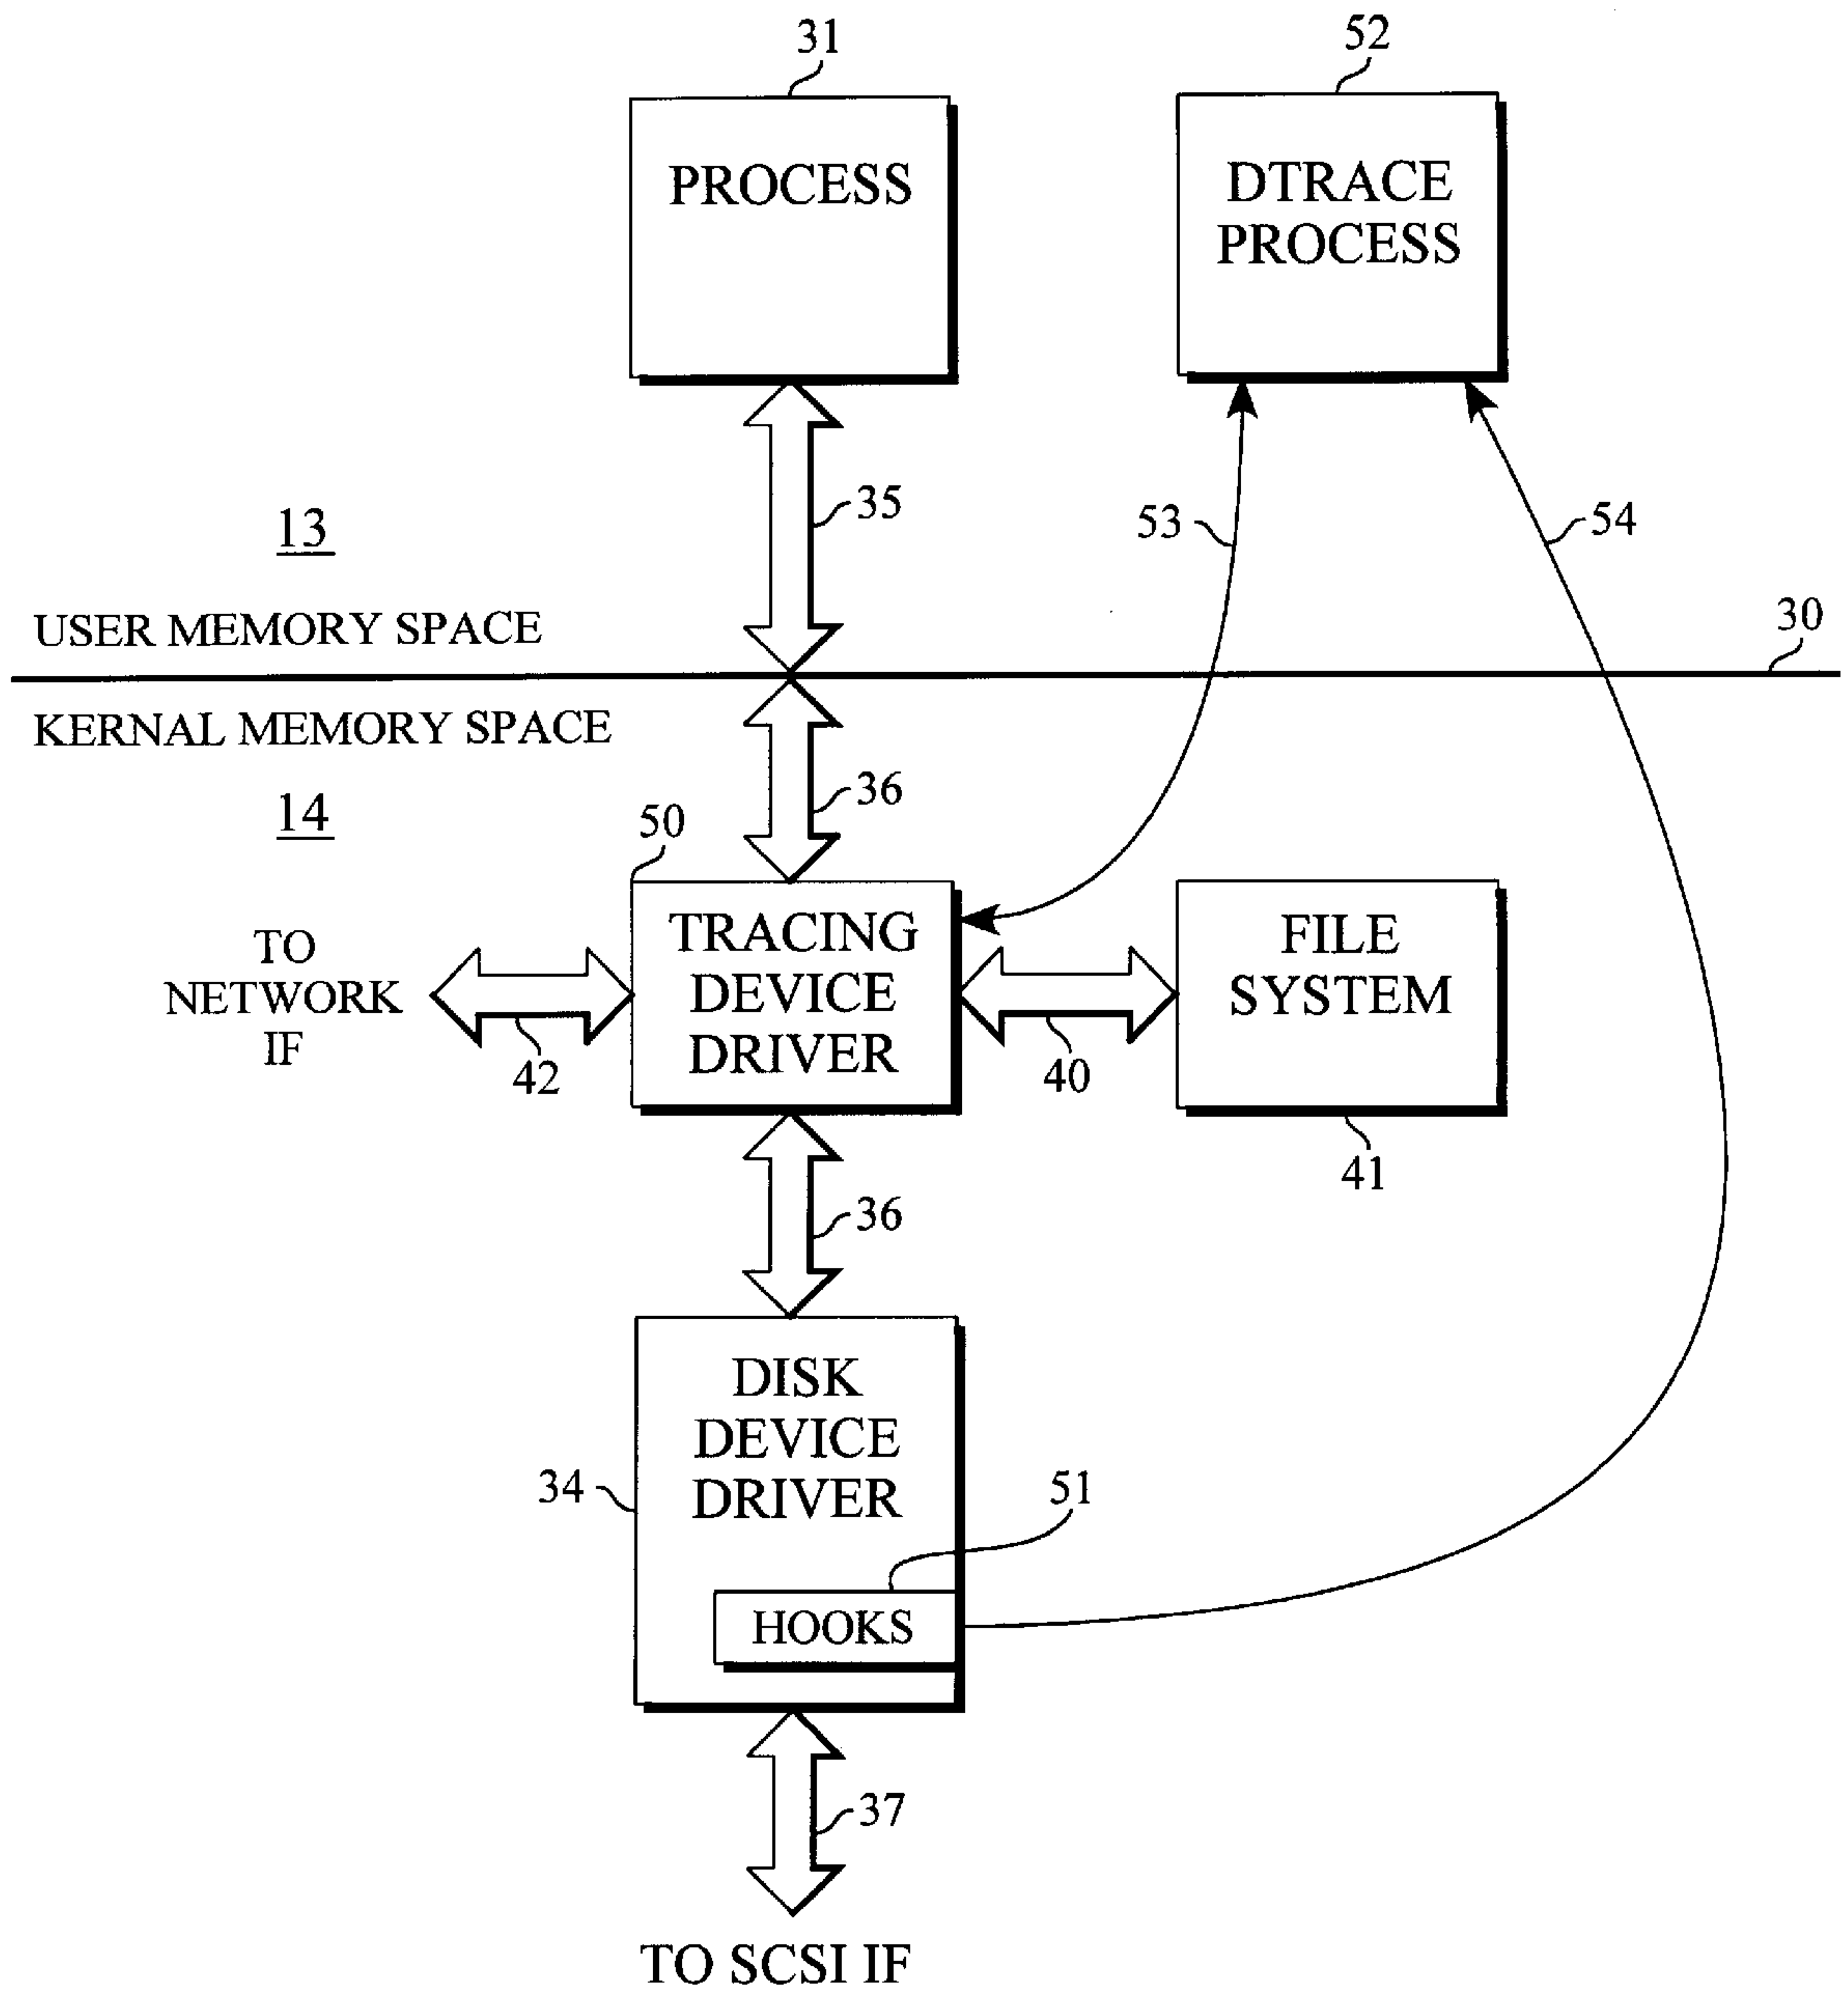 31
52
PROCESS
DTRACE
PROCESS
35
53
54
13
USER MEMORY SPACE
30
KERNAL MEMORY SPACE
14
36
50
TO
NETWORK
IF
42
TRACING
DEVICE
DRIVER
40
FILE
SYSTEM
41
36
DISK
DEVICE
DRIVER
34
51
HOOKS
37
TO SCSI IF